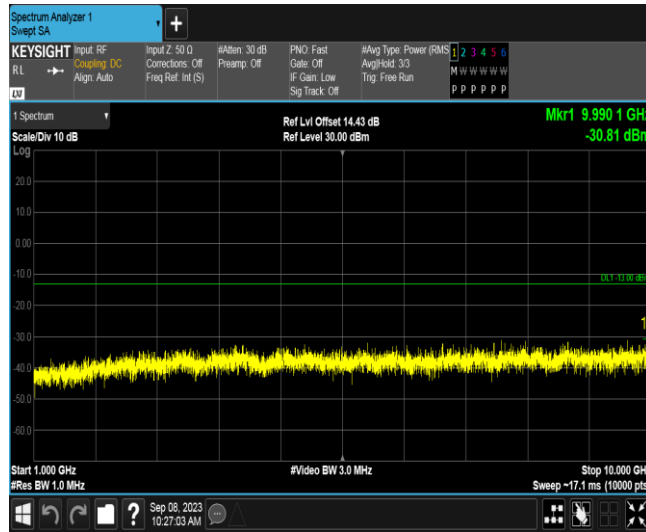 Spectrum Analyzer 1
Swept SA
+
KEYSIGHT Input: RF Input Z: 50 Ω #Atten: 30 dB PNO: Fast #Avg Type: Power (RMS 1 2 3 4 5 6
RL Coupling: DC Corrections: Off Preamp: Off Gate: Off Avg|Hold: 3/3 M W W W W W
Align: Auto Freq Ref: Int (S) IF Gain: Low Trig: Free Run
LXI Sig Track: Off P P P P P P
1 Spectrum Ref Lvl Offset 14.43 dB Mkr1 9.990 1 GHz
Scale/Div 10 dB Ref Level 30.00 dBm -30.81 dBm
Log
20.0
10.0
0.00
-10.0
DL1 -13.00 dBm
-20.0
1
-30.0
-40.0
-50.0
-60.0
Start 1.000 GHz #Video BW 3.0 MHz Stop 10.000 GHz
#Res BW 1.0 MHz Sweep ~17.1 ms (10000 pts
? Sep 08, 2023
10:27:03 AM